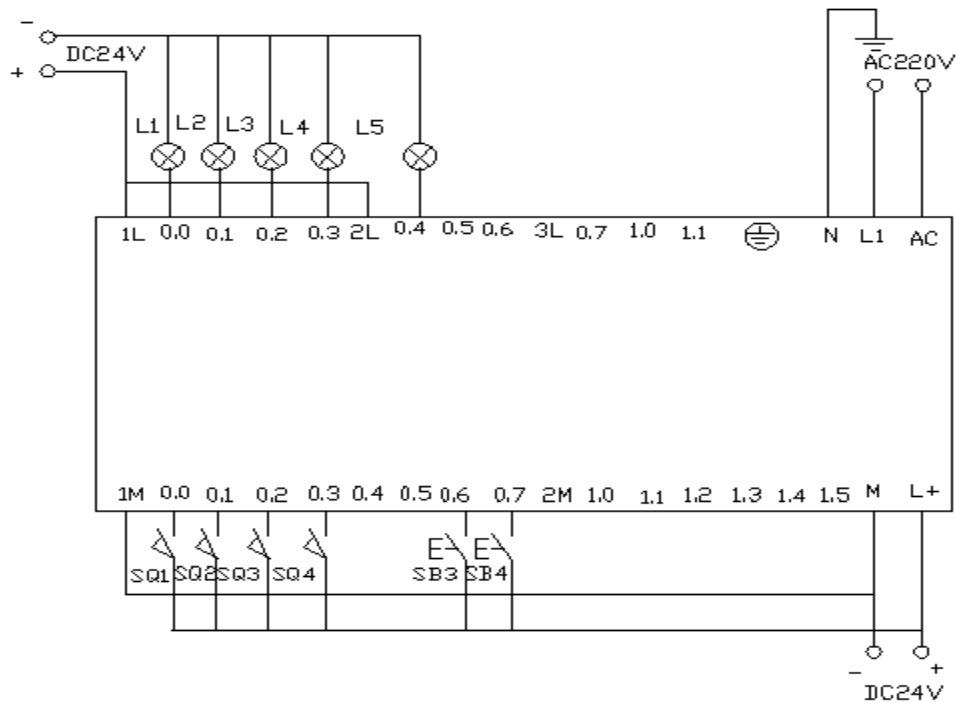 -
DC24V
+
AC220V
L1 L2 L3 L4 L5
1L 0.0 0.1 0.2 0.3 2L 0.4 0.5 0.6 3L 0.7 1.0 1.1 N L1 AC
1M 0.0 0.1 0.2 0.3 0.4 0.5 0.6 0.7 2M 1.0 1.1 1.2 1.3 1.4 1.5 M L+
SQ1 SQ2 SQ3 SQ4 SB3 SB4
- +
DC24V